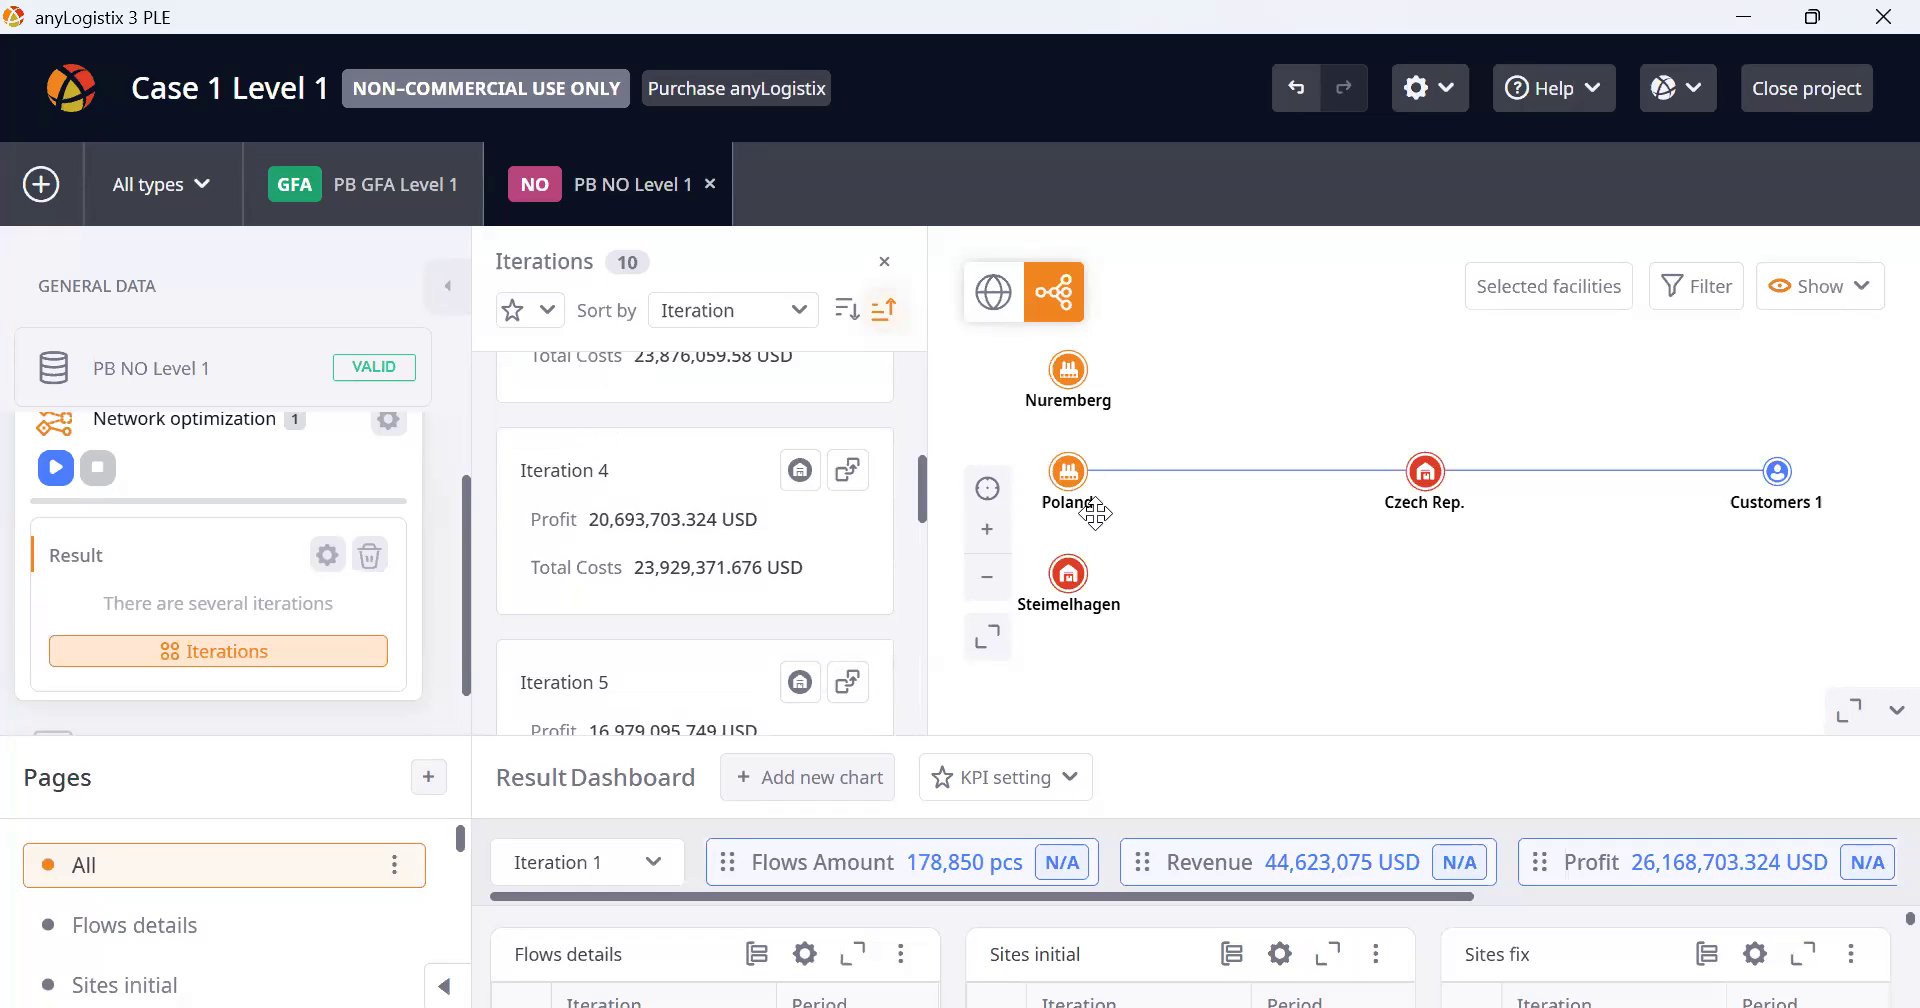 anyLogistix 3 PLE
Case 1 Level 1
NON-COMMERCIAL USE ONLY
Purchase anyLogistix
Help
Close project
All types
GFA PB GFA Level 1
NO PB NO Level 1
GENERAL DATA
PB NO Level 1
VALID
Network optimization 1
Result
There are several iterations
Iterations
Iterations 10
Sort by
Iteration
Total Costs 23,876,059.58 USD
Iteration 4
Profit 20,693,703.324 USD
Total Costs 23,929,371.676 USD
Iteration 5
Profit 16,979,095.749 USD
Selected facilities
Filter
Show
Nuremberg
Poland
Czech Rep.
Customers 1
Steimelhagen
Pages
All
Flows details
Sites initial
Result Dashboard
Add new chart
KPI setting
Iteration 1
Flows Amount 178,850 pcs N/A
Revenue 44,623,075 USD N/A
Profit 26,168,703.324 USD N/A
Flows details
Iteration Period
Sites initial
Iteration Period
Sites fix
Iteration Period